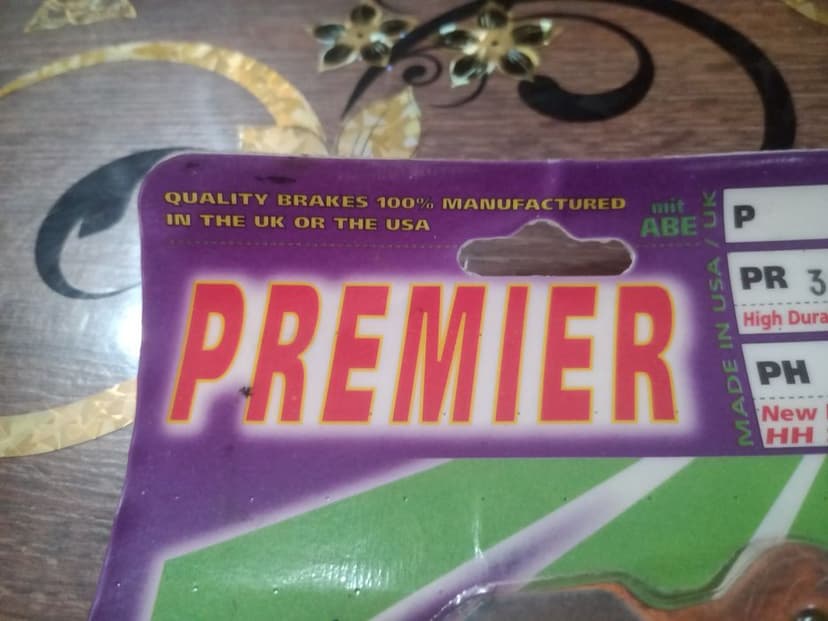 QUALITY BRAKES 100% MANUFACTURED
IN THE UK OR THE USA
mit
ABE
PREMIER
MADE IN USA / UK
P
PR 3
High Dura
PH
New
HH